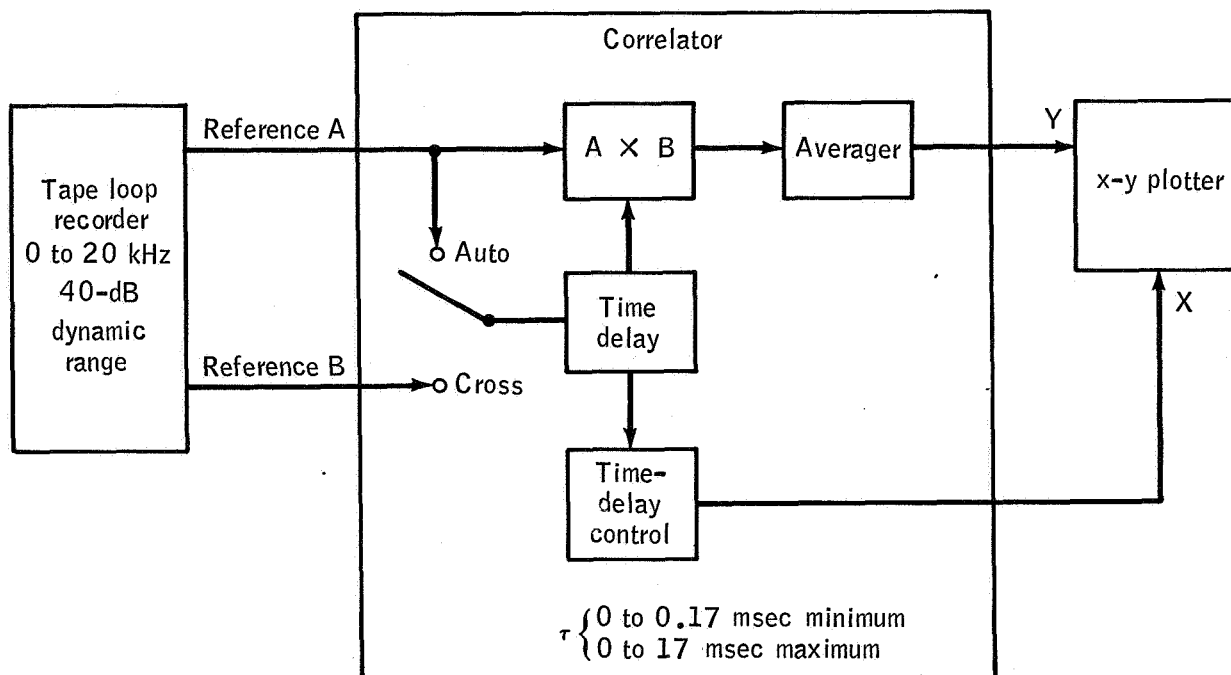 Correlator
Tape loop
recorder
0 to 20 kHz
40-dB
dynamic
range
Reference A
Reference B
Auto
Cross
A × B
Averager
Time
delay
Time-
delay
control
Y
X
x-y plotter
τ { 0 to 0.17 msec minimum
0 to 17 msec maximum